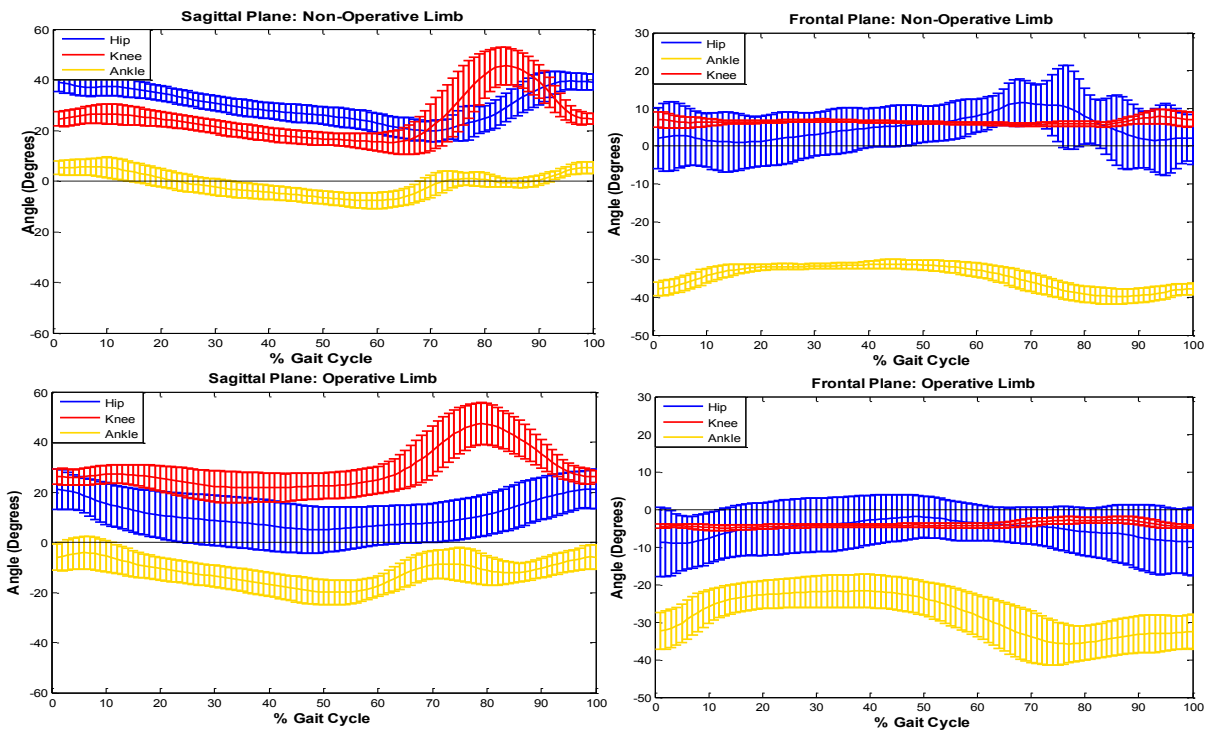 Sagittal Plane: Non-Operative Limb
60
40
20
0
-20
-40
-60
Angle (Degrees)
Hip
Knee
Ankle
0 10 20 30 40 50 60 70 80 90 100
% Gait Cycle
Frontal Plane: Non-Operative Limb
30
20
10
0
-10
-20
-30
-40
-50
Angle (Degrees)
Hip
Ankle
Knee
0 10 20 30 40 50 60 70 80 90 100
% Gait Cycle
Sagittal Plane: Operative Limb
60
40
20
0
-20
-40
-60
Angle (Degrees)
Hip
Knee
Ankle
0 10 20 30 40 50 60 70 80 90 100
% Gait Cycle
Frontal Plane: Operative Limb
30
20
10
0
-10
-20
-30
-40
-50
Angle (Degrees)
Hip
Knee
Ankle
0 10 20 30 40 50 60 70 80 90 100
% Gait Cycle